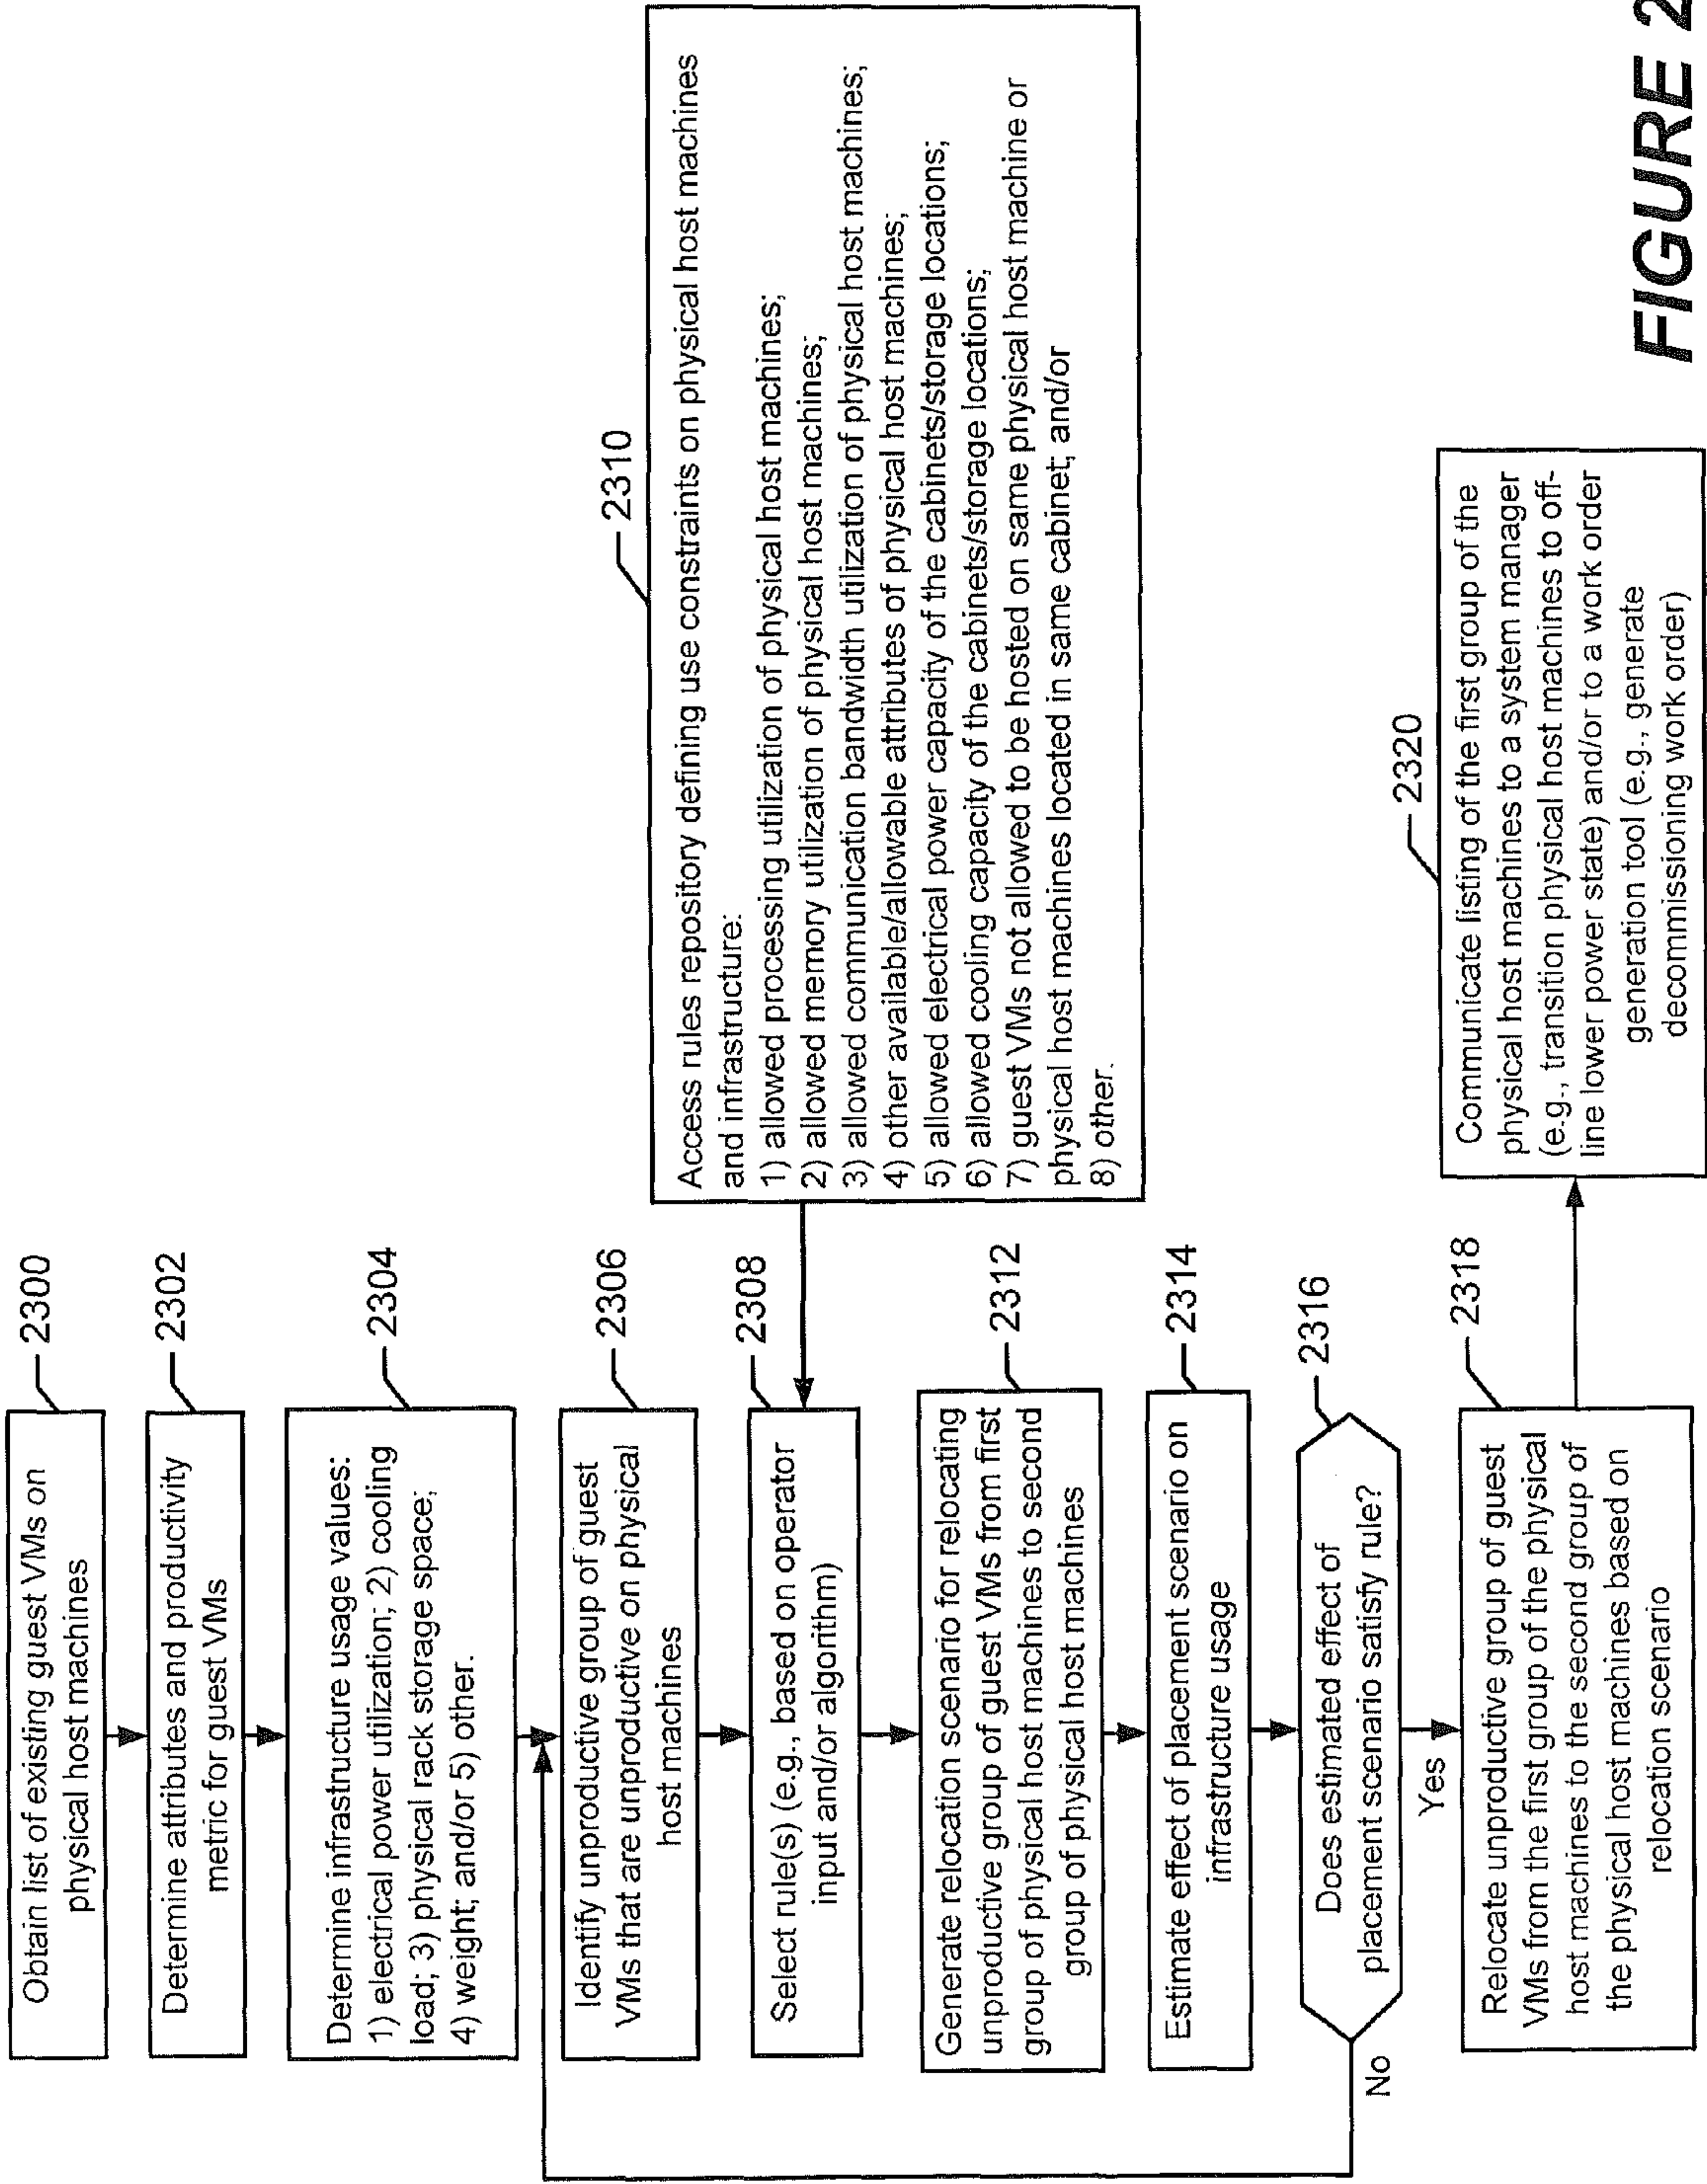 Obtain list of existing guest VMs on
physical host machines
2300
Determine attributes and productivity
metric for guest VMs
2302
Determine infrastructure usage values:
1) electrical power utilization; 2) cooling
load; 3) physical rack storage space;
4) weight; and/or 5) other.
2304
Identify unproductive group of guest
VMs that are unproductive on physical
host machines
2306
Select rule(s) (e.g., based on operator
input and/or algorithm)
2308
Access rules repository defining use constraints on physical host machines
and infrastructure:
1) allowed processing utilization of physical host machines;
2) allowed memory utilization of physical host machines;
3) allowed communication bandwidth utilization of physical host machines;
4) other available/allowable attributes of physical host machines;
5) allowed electrical power capacity of the cabinets/storage locations;
6) allowed cooling capacity of the cabinets/storage locations;
7) guest VMs not allowed to be hosted on same physical host machine or
physical host machines located in same cabinet; and/or
8) other.
2310
Generate relocation scenario for relocating
unproductive group of guest VMs from first
group of physical host machines to second
group of physical host machines
2312
Estimate effect of placement scenario on
infrastructure usage
2314
Does estimated effect of
placement scenario satisfy rule?
2316
No
Yes
Relocate unproductive group of guest
VMs from the first group of the physical
host machines to the second group of
the physical host machines based on
relocation scenario
2318
Communicate listing of the first group of the
physical host machines to a system manager
(e.g., transition physical host machines to off-
line lower power state) and/or to a work order
generation tool (e.g., generate
decommissioning work order)
2320
FIGURE 2